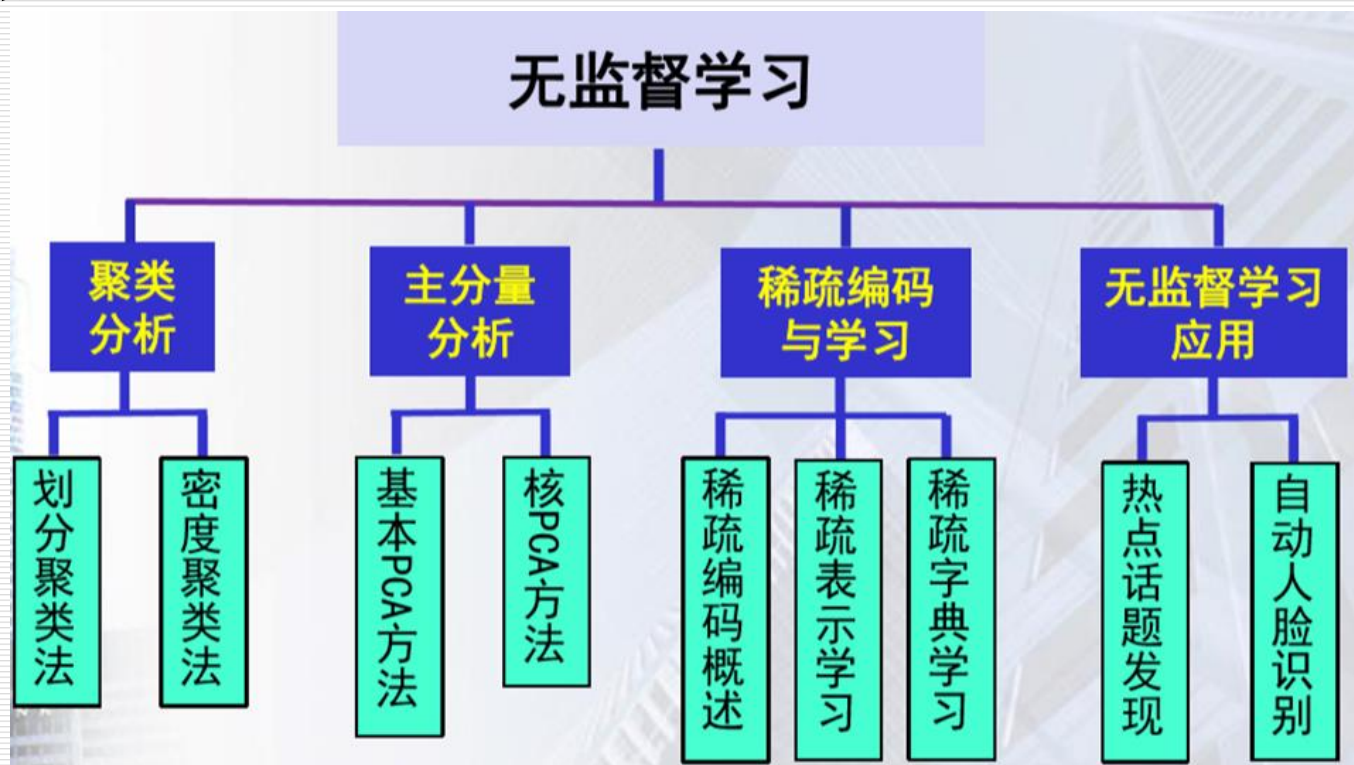 无监督学习
聚类
分析
主分量
分析
稀疏编码
与学习
无监督学习
应用
划分聚类法
密度聚类法
基本PCA方法
核PCA方法
稀疏编码概述
稀疏表示学习
稀疏字典学习
热点话题发现
自动人脸识别